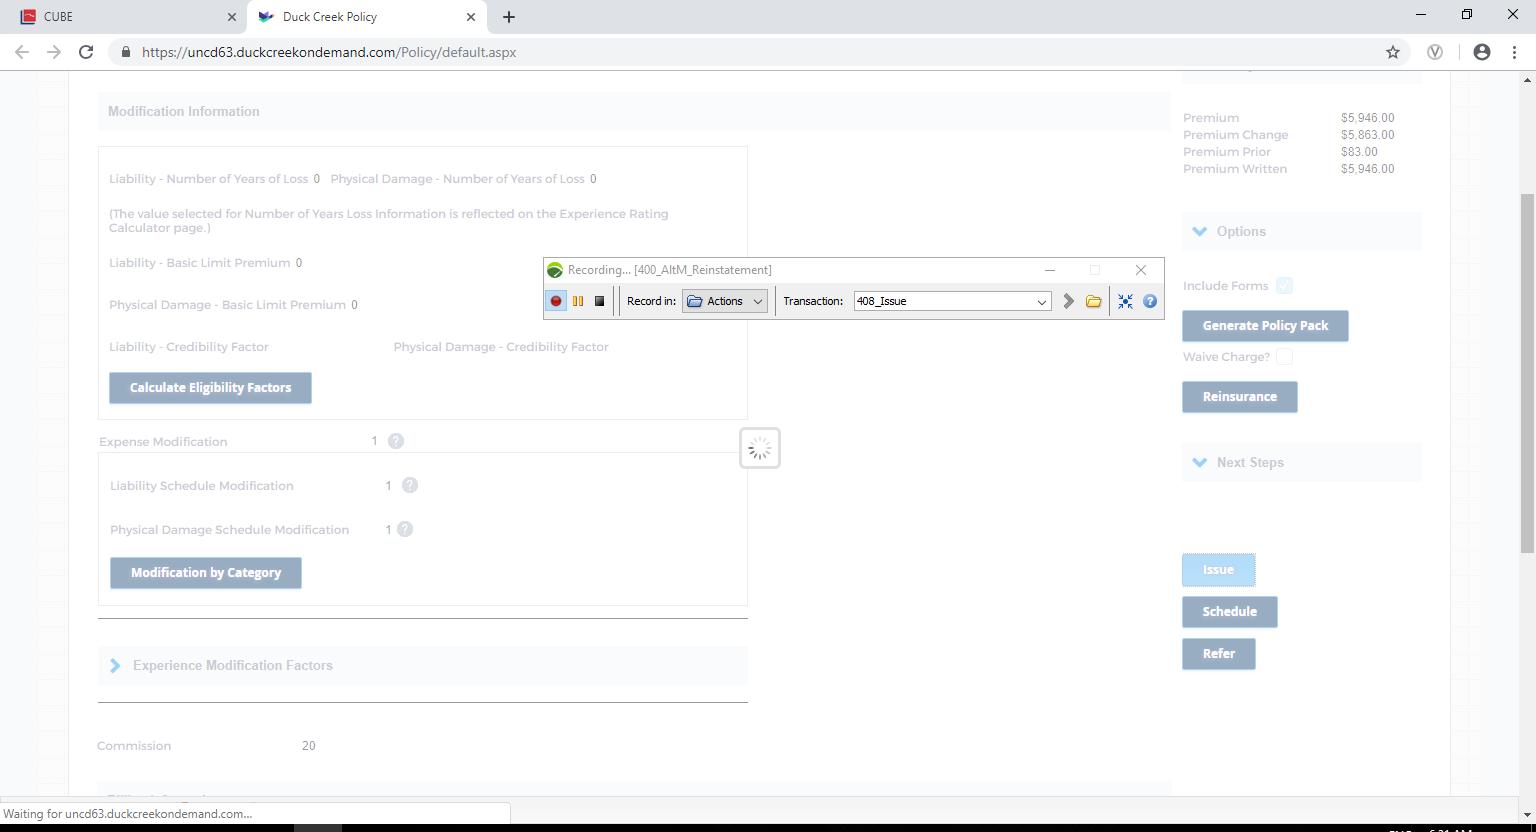 CUBE
Duck Creek Policy
https://uncd63.duckcreekondemand.com/Policy/default.aspx
Modification Information
Liability - Number of Years of Loss 0 Physical Damage - Number of Years of Loss 0
(The value selected for Number of Years Loss Information is reflected on the Experience Rating
Calculator page.)
Liability - Basic Limit Premium 0
Physical Damage - Basic Limit Premium 0
Liability - Credibility Factor Physical Damage - Credibility Factor
Calculate Eligibility Factors
Expense Modification 1 ?
Liability Schedule Modification 1 ?
Physical Damage Schedule Modification 1 ?
Modification by Category
Experience Modification Factors
Commission 20
Recording... [400_AltM_Reinstatement]
Record in: Actions Transaction: 408_Issue ?
Premium $5,946.00
Premium Change $5,863.00
Premium Prior $83.00
Premium Written $5,946.00
Options
Include Forms
Generate Policy Pack
Waive Charge?
Reinsurance
Next Steps
Issue
Schedule
Refer
Waiting for uncd63.duckcreekondemand.com...